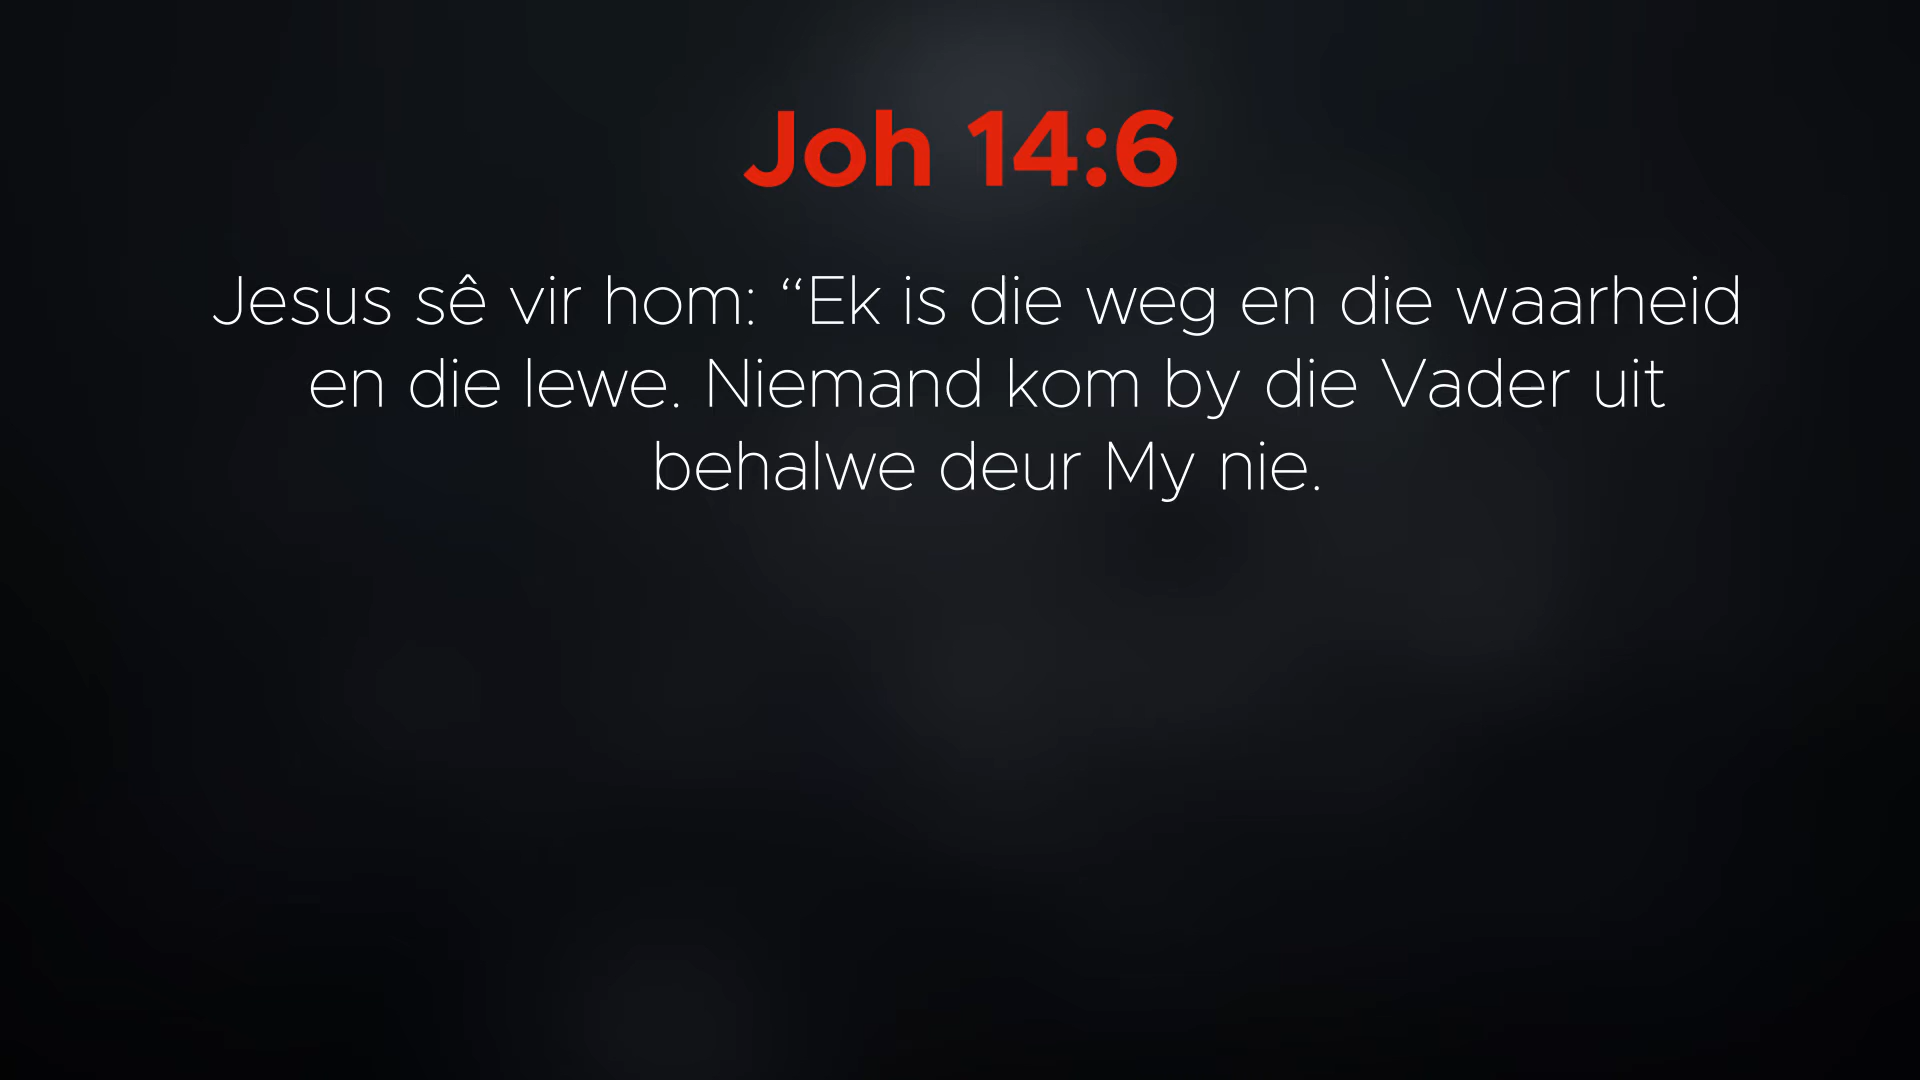 Joh 14:6
Jesus sê vir hom: “Ek is die weg en die waarheid
en die lewe. Niemand kom by die Vader uit
behalwe deur My nie.